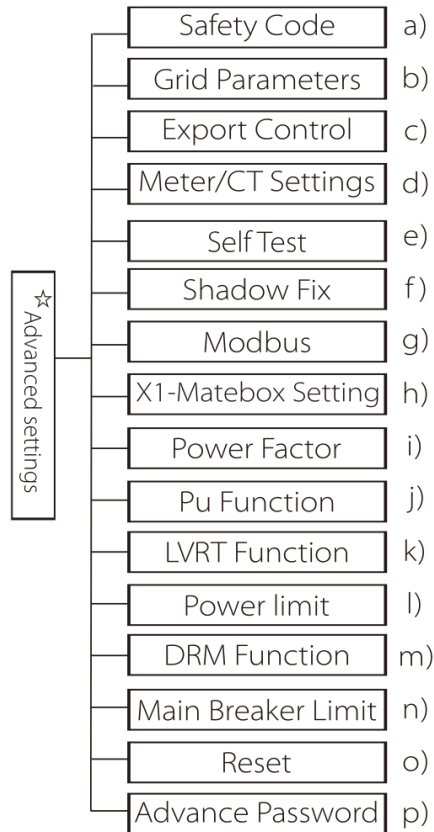 ☆ Advanced settings
Safety Code a)
Grid Parameters b)
Export Control c)
Meter/CT Settings d)
Self Test e)
Shadow Fix f)
Modbus g)
X1-Matebox Setting h)
Power Factor i)
Pu Function j)
LVRT Function k)
Power limit l)
DRM Function m)
Main Breaker Limit n)
Reset o)
Advance Password p)